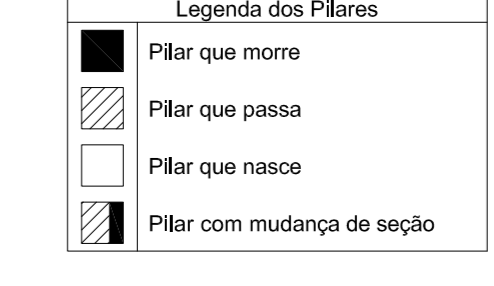 Legenda dos Pilares
Pilar que morre
Pilar que passa
Pilar que nasce
Pilar com mudança de seção